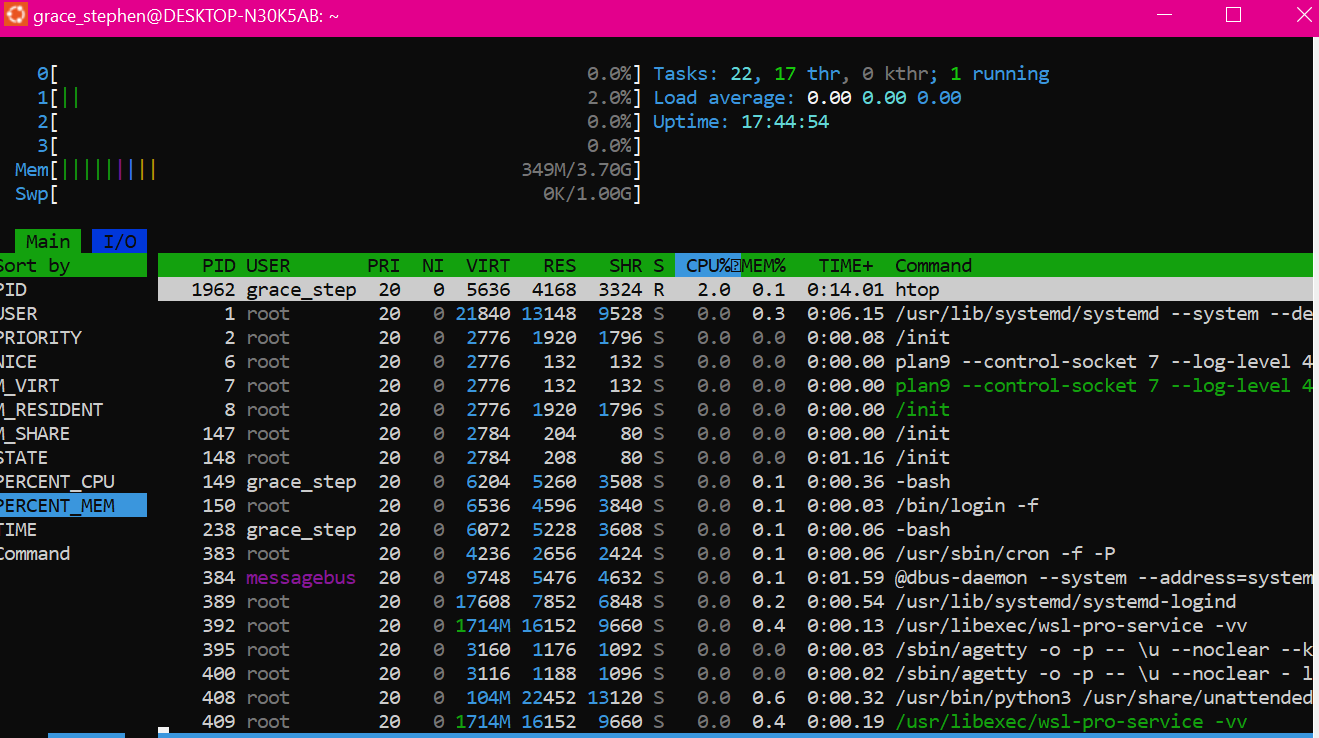 grace_stephen@DESKTOP-N30K5AB: ~
0[ 0.0%] Tasks: 22, 17 thr, 0 kthr; 1 running
1[|| 2.0%] Load average: 0.00 0.00 0.00
2[ 0.0%] Uptime: 17:44:54
3[ 0.0%]
Mem[||||||||| 349M/3.70G]
Swp[ 0K/1.00G]
Main I/O
Sort by PID USER PRI NI VIRT RES SHR S CPU% MEM% TIME+ Command
PID 1962 grace_step 20 0 5636 4168 3324 R 2.0 0.1 0:14.01 htop
USER 1 root 20 0 21840 13148 9528 S 0.0 0.3 0:06.15 /usr/lib/systemd/systemd --system --de
PRIORITY 2 root 20 0 2776 1920 1796 S 0.0 0.0 0:00.08 /init
NICE 6 root 20 0 2776 132 132 S 0.0 0.0 0:00.00 plan9 --control-socket 7 --log-level 4
M_VIRT 7 root 20 0 2776 132 132 S 0.0 0.0 0:00.00 plan9 --control-socket 7 --log-level 4
M_RESIDENT 8 root 20 0 2776 1920 1796 S 0.0 0.0 0:00.00 /init
M_SHARE 147 root 20 0 2784 204 80 S 0.0 0.0 0:00.00 /init
STATE 148 root 20 0 2784 208 80 S 0.0 0.0 0:01.16 /init
PERCENT_CPU 149 grace_step 20 0 6204 5260 3508 S 0.0 0.1 0:00.36 -bash
PERCENT_MEM 150 root 20 0 6536 4596 3840 S 0.0 0.1 0:00.03 /bin/login -f
TIME 238 grace_step 20 0 6072 5228 3608 S 0.0 0.1 0:00.06 -bash
Command 383 root 20 0 4236 2656 2424 S 0.0 0.1 0:00.06 /usr/sbin/cron -f -P
384 messagebus 20 0 9748 5476 4632 S 0.0 0.1 0:01.59 @dbus-daemon --system --address=system
389 root 20 0 17608 7852 6848 S 0.0 0.2 0:00.54 /usr/lib/systemd/systemd-logind
392 root 20 0 1714M 16152 9660 S 0.0 0.4 0:00.13 /usr/libexec/wsl-pro-service -vv
395 root 20 0 3160 1176 1092 S 0.0 0.0 0:00.03 /sbin/agetty -o -p -- \u --noclear --k
400 root 20 0 3116 1188 1096 S 0.0 0.0 0:00.02 /sbin/agetty -o -p -- \u --noclear - l
408 root 20 0 104M 22452 13120 S 0.0 0.6 0:00.32 /usr/bin/python3 /usr/share/unattended
409 root 20 0 1714M 16152 9660 S 0.0 0.4 0:00.19 /usr/libexec/wsl-pro-service -vv